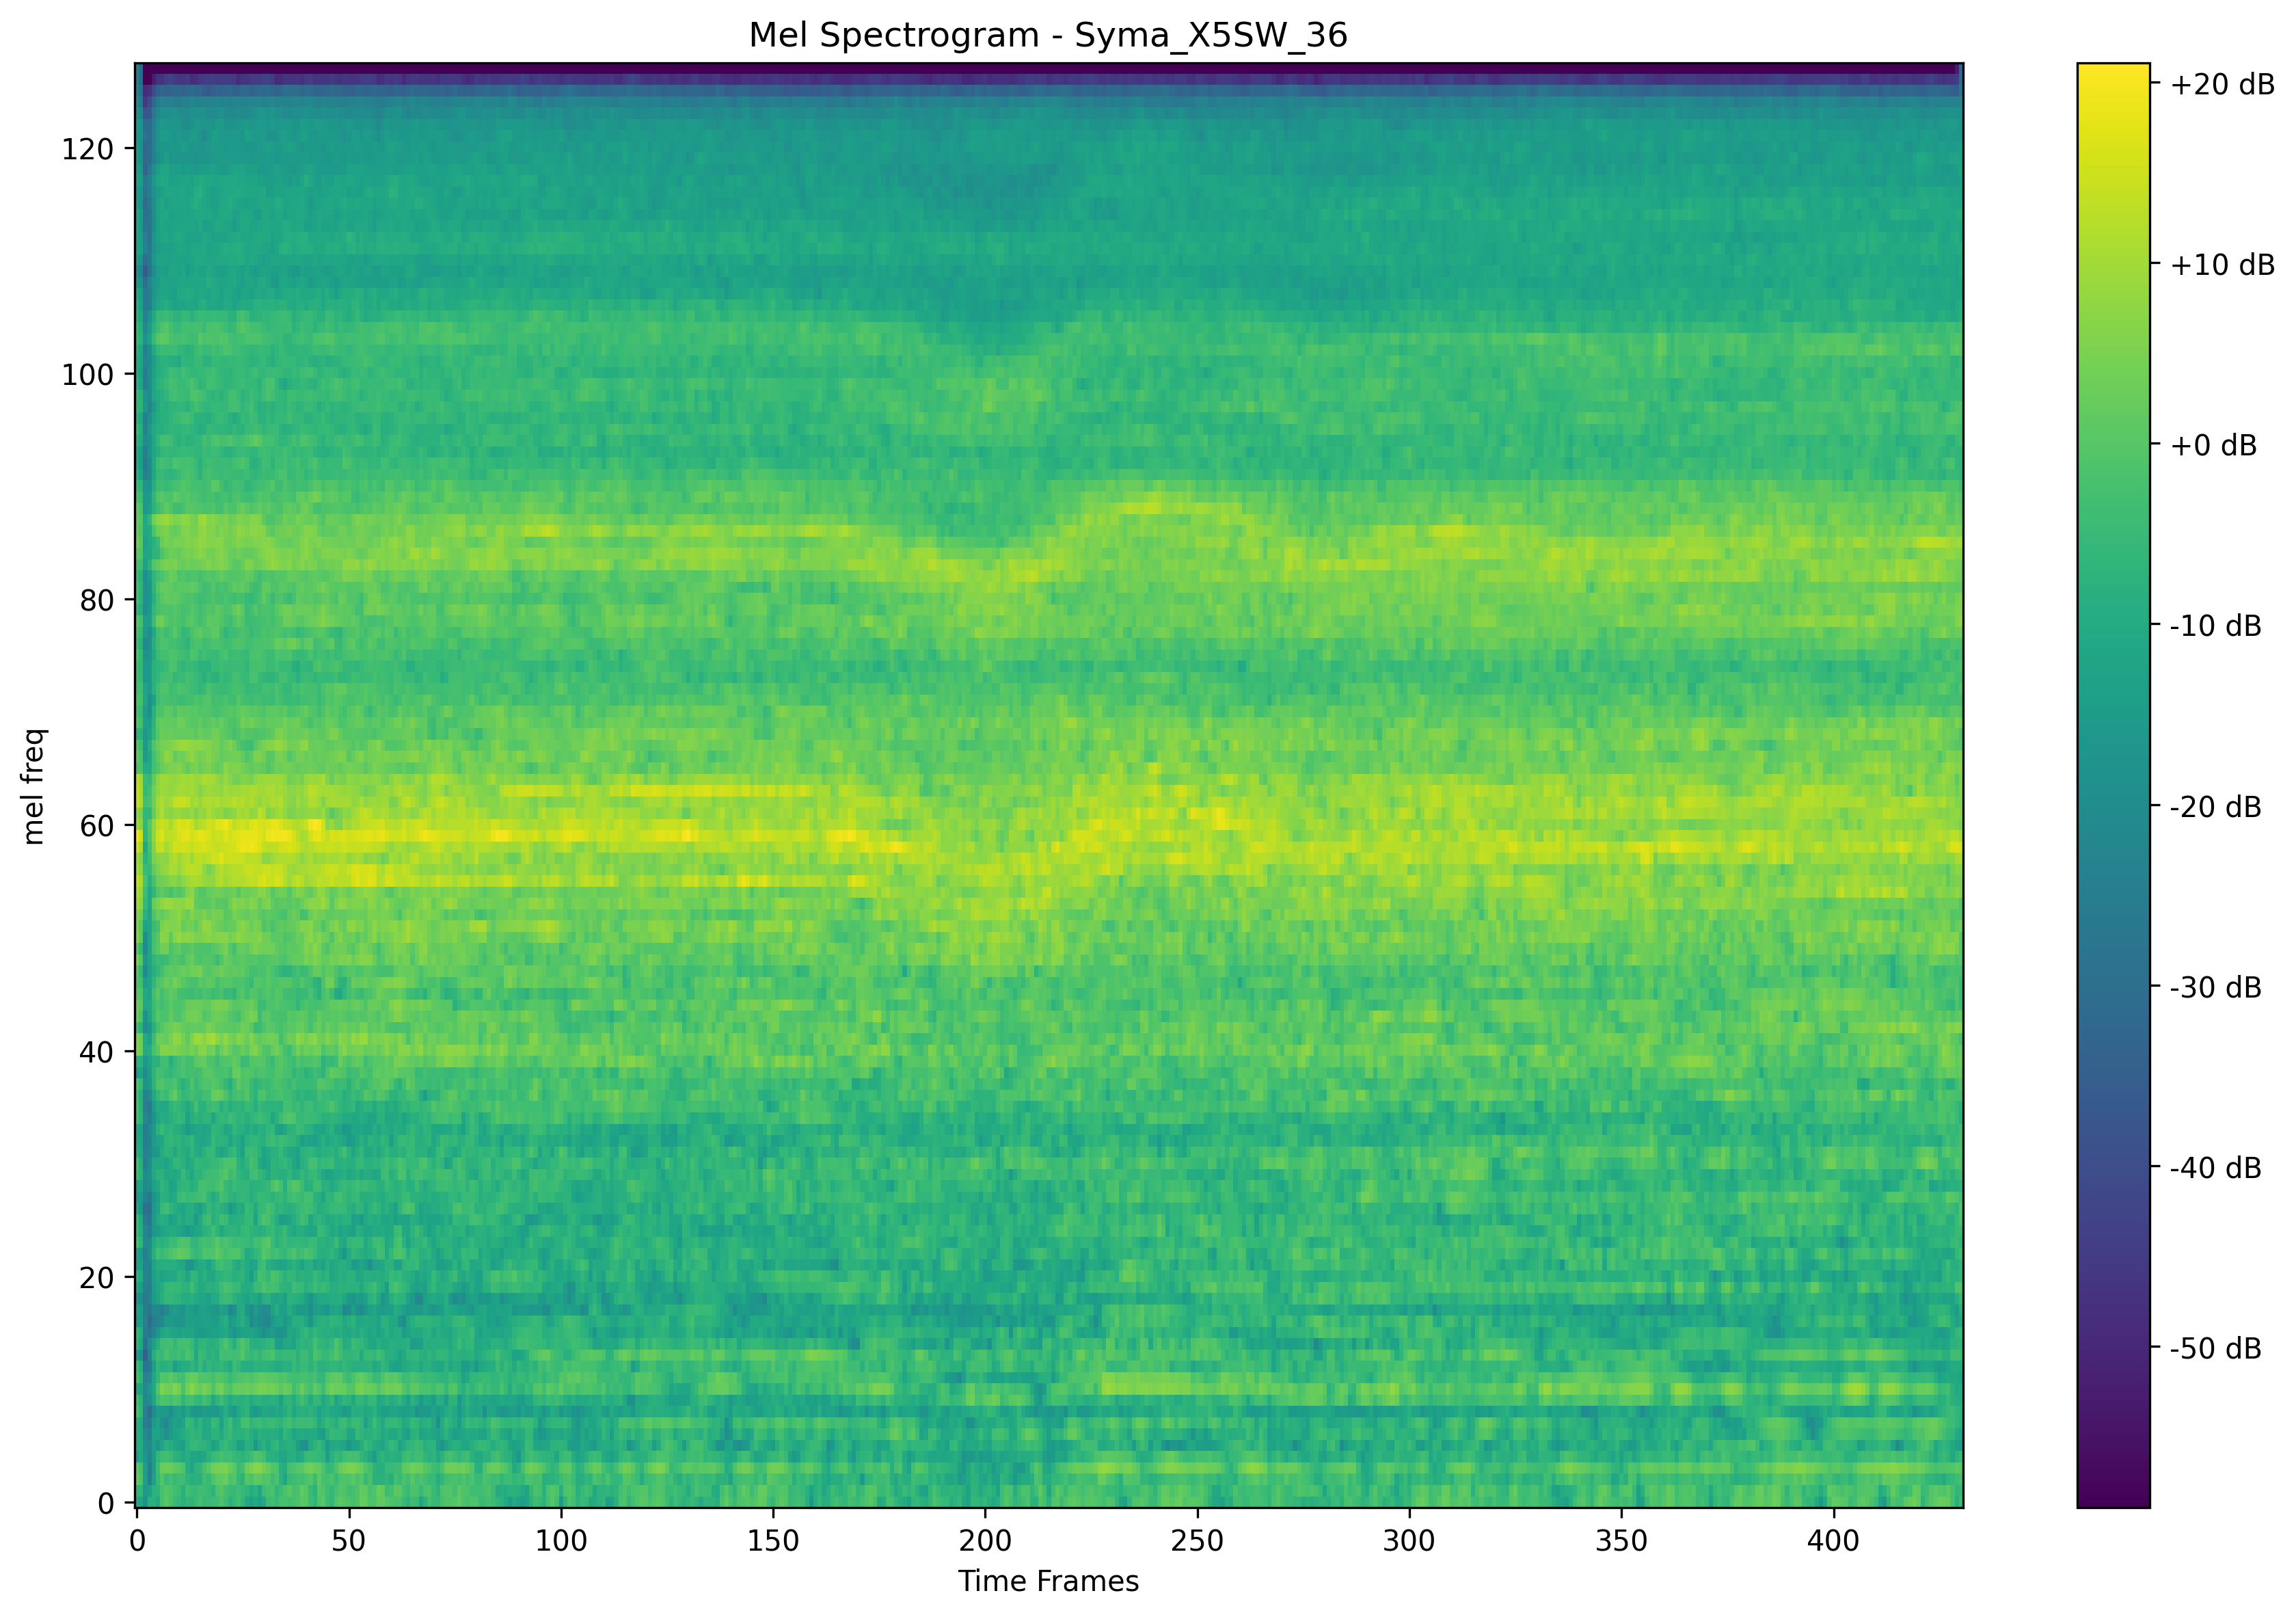 Mel Spectrogram - Syma_X5SW_36
mel freq
120
100
80
60
40
20
0
0 50 100 150 200 250 300 350 400
Time Frames
+20 dB
+10 dB
+0 dB
-10 dB
-20 dB
-30 dB
-40 dB
-50 dB